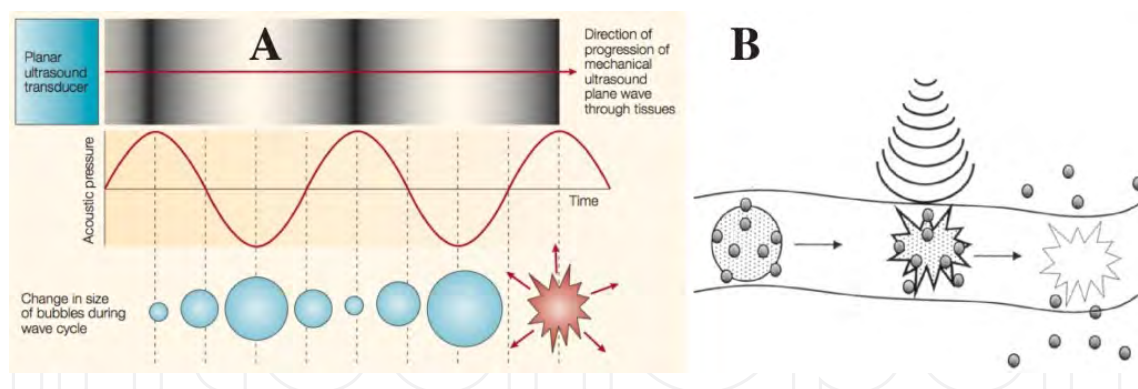 A
B
Planar
ultrasound
transducer
Direction of
progression of
mechanical
ultrasound
plane wave
through tissues
Acoustic pressure
Time
Change in size
of bubbles during
wave cycle